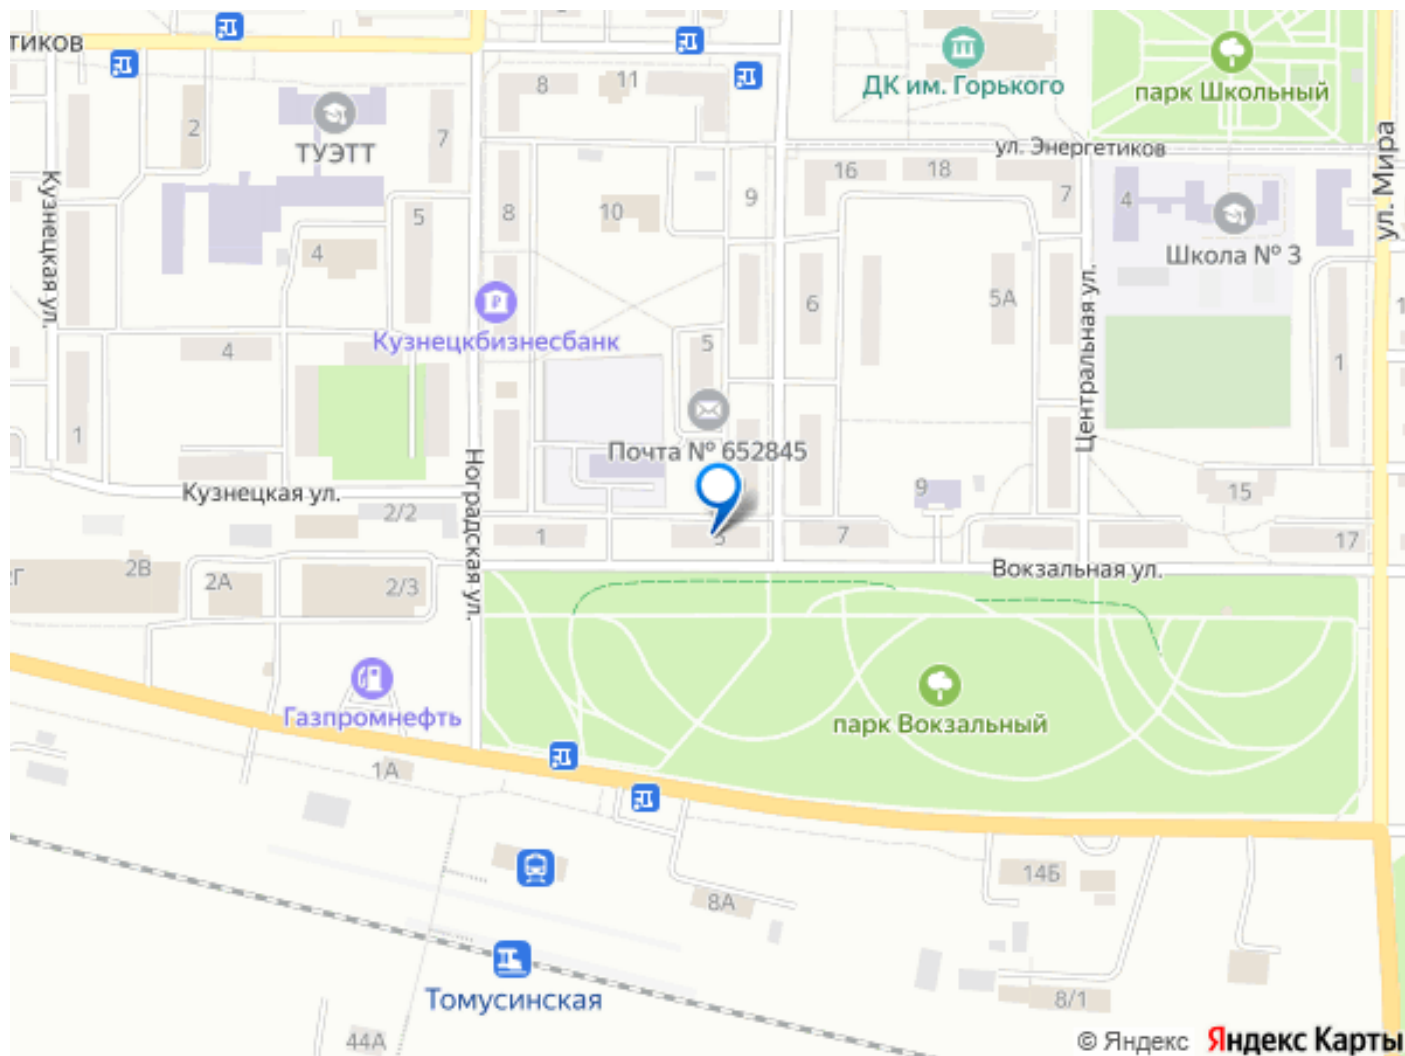 тиков
ДК им. Горького
парк Школьный
8
11
2
ТУЭТТ
7
ул. Энергетиков
ул. Мира
16
18
7
4
Кузнецкая ул.
5
8
10
9
4
Школа № 3
6
5А
Кузнецкбизнесбанк
4
5
1
Центральная ул.
1
Почта № 652845
Кузнецкая ул.
9
15
2/2
Ноградская ул.
1
7
17
2В
2А
2/3
Вокзальная ул.
Газпромнефть
парк Вокзальный
1А
14Б
8А
Томусинская
8/1
44А
© Яндекс Яндекс Карты